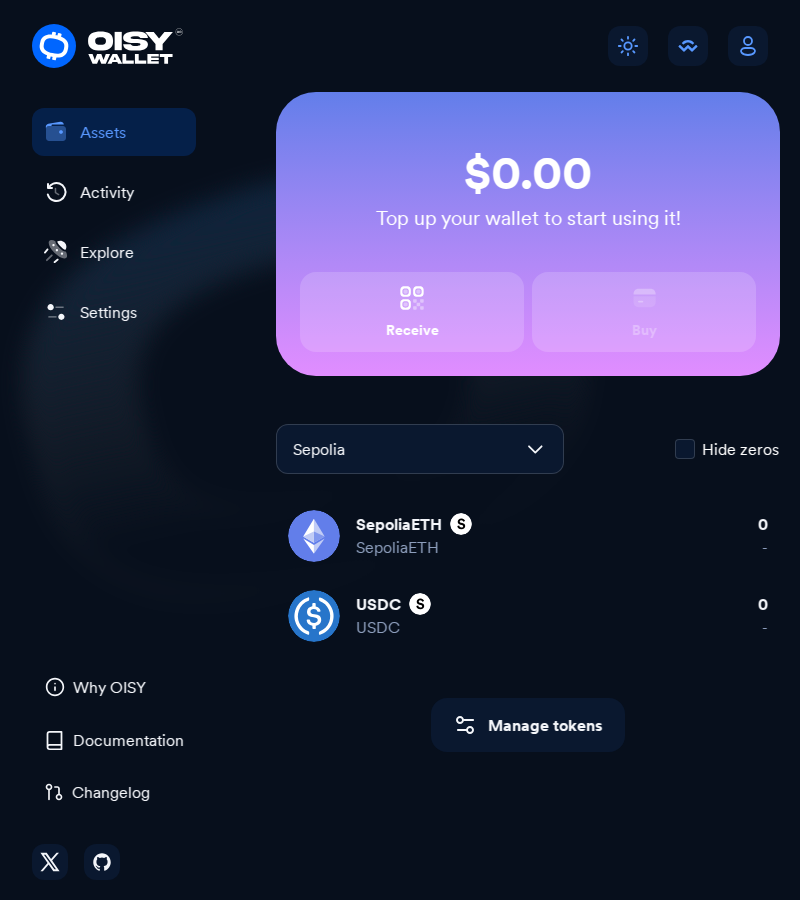 OISY
WALLET
Assets
Activity
Explore
Settings
$0.00
Top up your wallet to start using it!
Receive
Buy
Sepolia
Hide zeros
SepoliaETH S
0
SepoliaETH
-
USDC S
0
USDC
-
Manage tokens
Why OISY
Documentation
Changelog